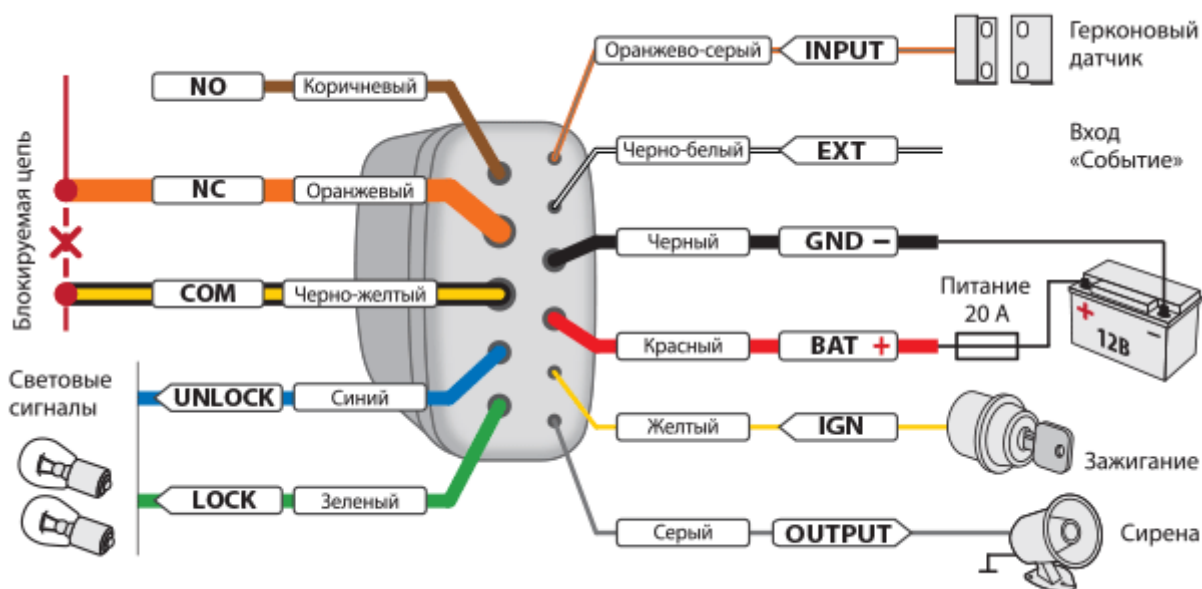 Блокируемая цепь
NO
Коричневый
NC
Оранжевый
COM
Черно-желтый
Световые
сигналы
UNLOCK
Синий
LOCK
Зеленый
Оранжево-серый
INPUT
Герконовый
датчик
Черно-белый
EXT
Вход
«Событие»
Черный
GND −
Питание
20 А
Красный
BAT +
+ −
12В
Желтый
IGN
Зажигание
Серый
OUTPUT
Сирена